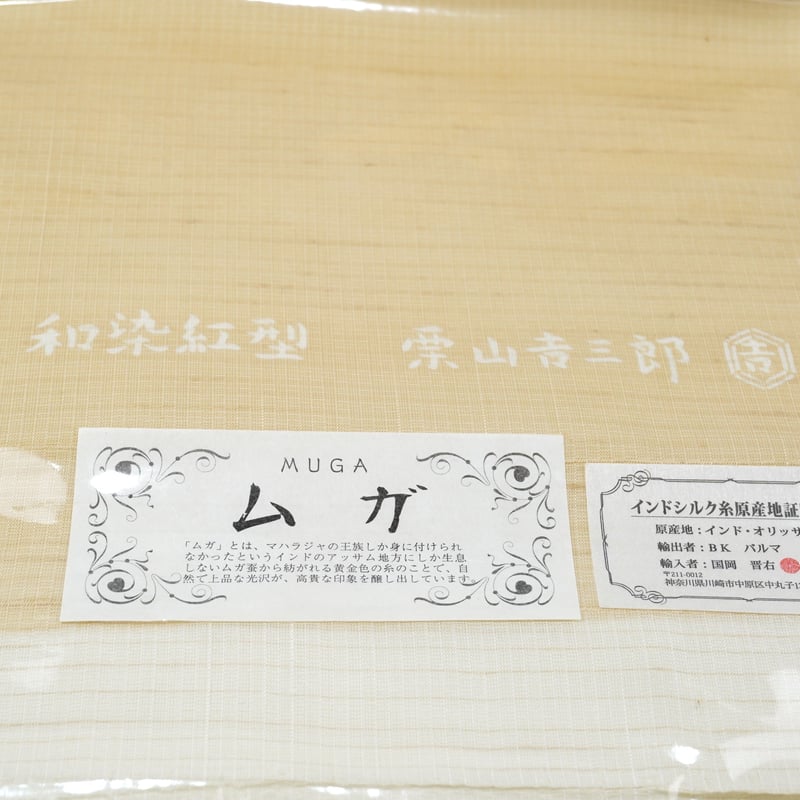 和染紅型 栗山吉三郎 吉
MUGA
ムガ
「ムガ」とは、マハラジャの王族しか身に付けられ
なかったというインドのアッサム地方にしか生息
しないムガ蚕から紡がれる黄金色の糸のことで、自
然で上品な光沢が、高貴な印象を醸し出しています。
インドシルク糸原産地証
原産地：インド・オリッサ
輸出者：BK バルマ
輸入者：国岡 晋右
〒211-0012
神奈川県川崎市中原区中丸子13